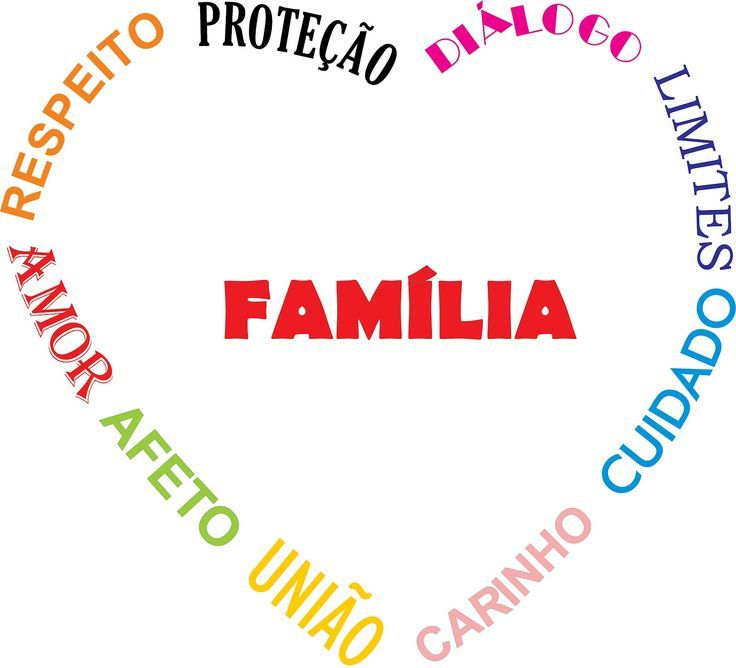 RESPEITO
PROTEÇÃO
DIÁLOGO
LIMITES
CUIDADO
CARINHO
UNIÃO
AFETO
AMOR
FAMÍLIA